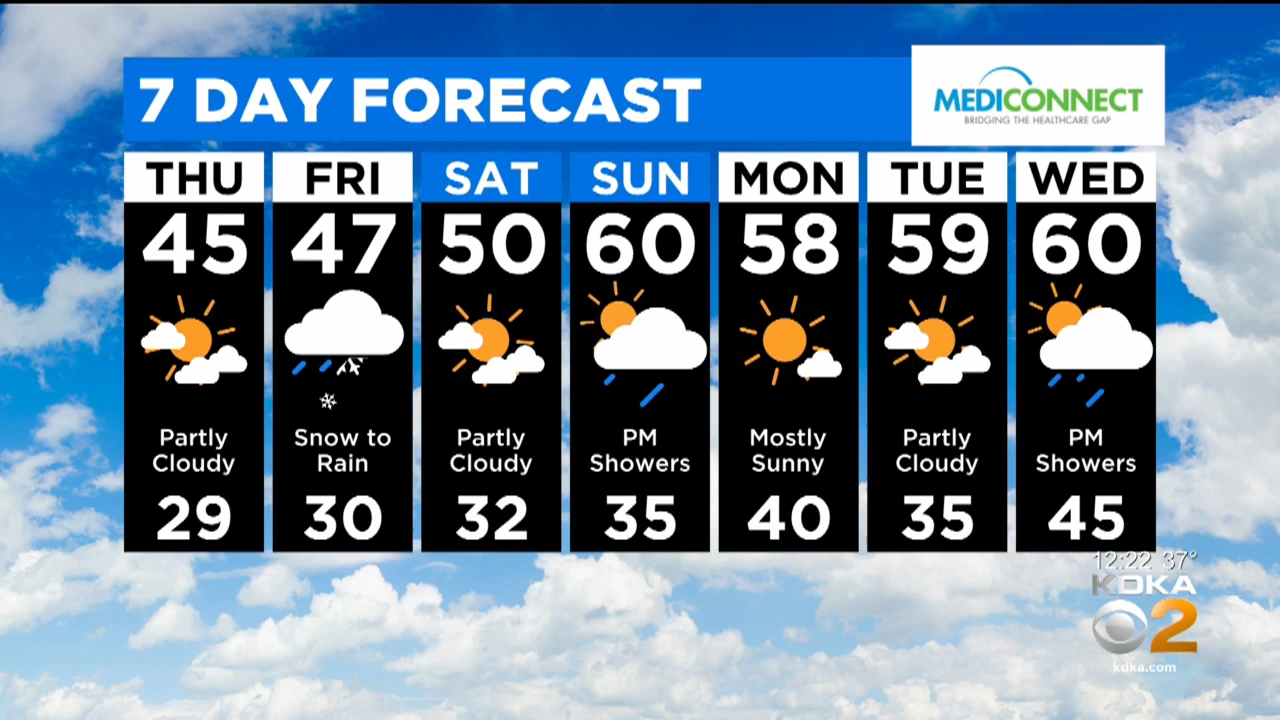 7 DAY FORECAST
MEDICONNECT
BRIDGING THE HEALTHCARE GAP
THU FRI SAT SUN MON TUE WED
45 47 50 60 58 59 60
Partly Snow to Partly PM Mostly Partly PM
Cloudy Rain Cloudy Showers Sunny Cloudy Showers
29 30 32 35 40 35 45
12:22 37°
KDKA
2
kdka.com